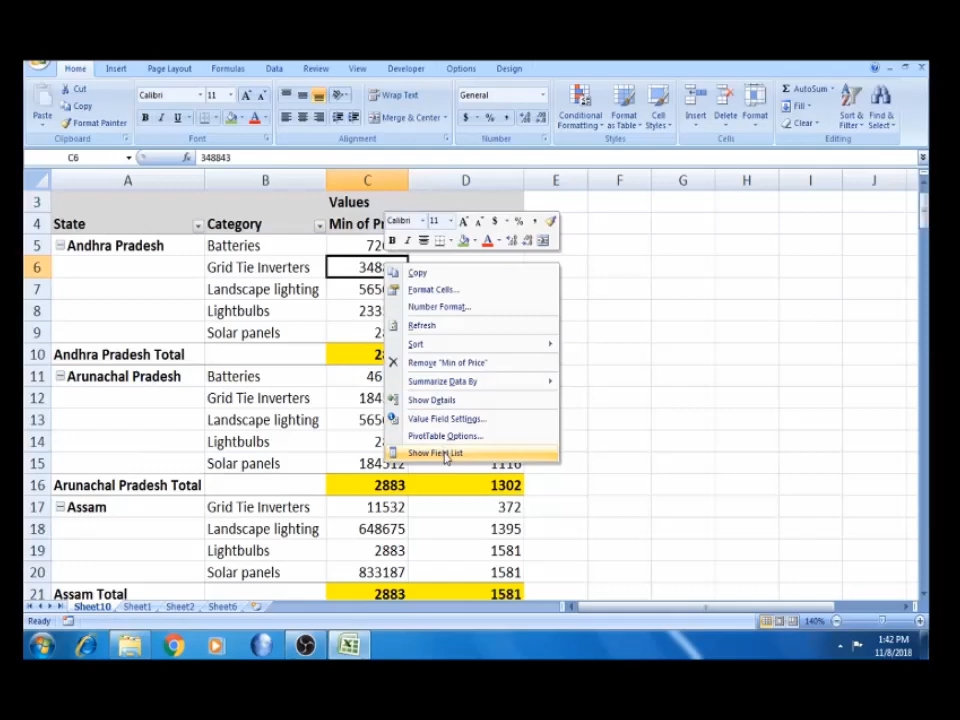 Home Insert Page Layout Formulas Data Review View Developer Options Design
Cut
Copy
Format Painter
Paste
Clipboard
Calibri 11
B I U
Font
Wrap Text
Merge & Center
Alignment
General
$ % ,
Number
Conditional Formatting
Format as Table
Cell Styles
Styles
Insert Delete Format
Cells
AutoSum
Fill
Clear
Sort & Filter
Find & Select
Editing
C6 fx 348843
A B C D E F G H I J
3 Values
4 State Category Min of Pr
5 Andhra Pradesh Batteries
6 Grid Tie Inverters
7 Landscape lighting
8 Lightbulbs
9 Solar panels
10 Andhra Pradesh Total
11 Arunachal Pradesh Batteries
12 Grid Tie Inverters
13 Landscape lighting
14 Lightbulbs
15 Solar panels 184512 1116
16 Arunachal Pradesh Total 2883 1302
17 Assam Grid Tie Inverters 11532 372
18 Landscape lighting 648675 1395
19 Lightbulbs 2883 1581
20 Solar panels 833187 1581
21 Assam Total 2883 1581
Calibri 11 A A $ % ,
B I A
Copy
Format Cells...
Number Format...
Refresh
Sort
Remove "Min of Price"
Summarize Data By
Show Details
Value Field Settings...
PivotTable Options...
Show Field List
Sheet10 Sheet1 Sheet2 Sheet6
Ready 140%
1:42 PM
11/8/2018